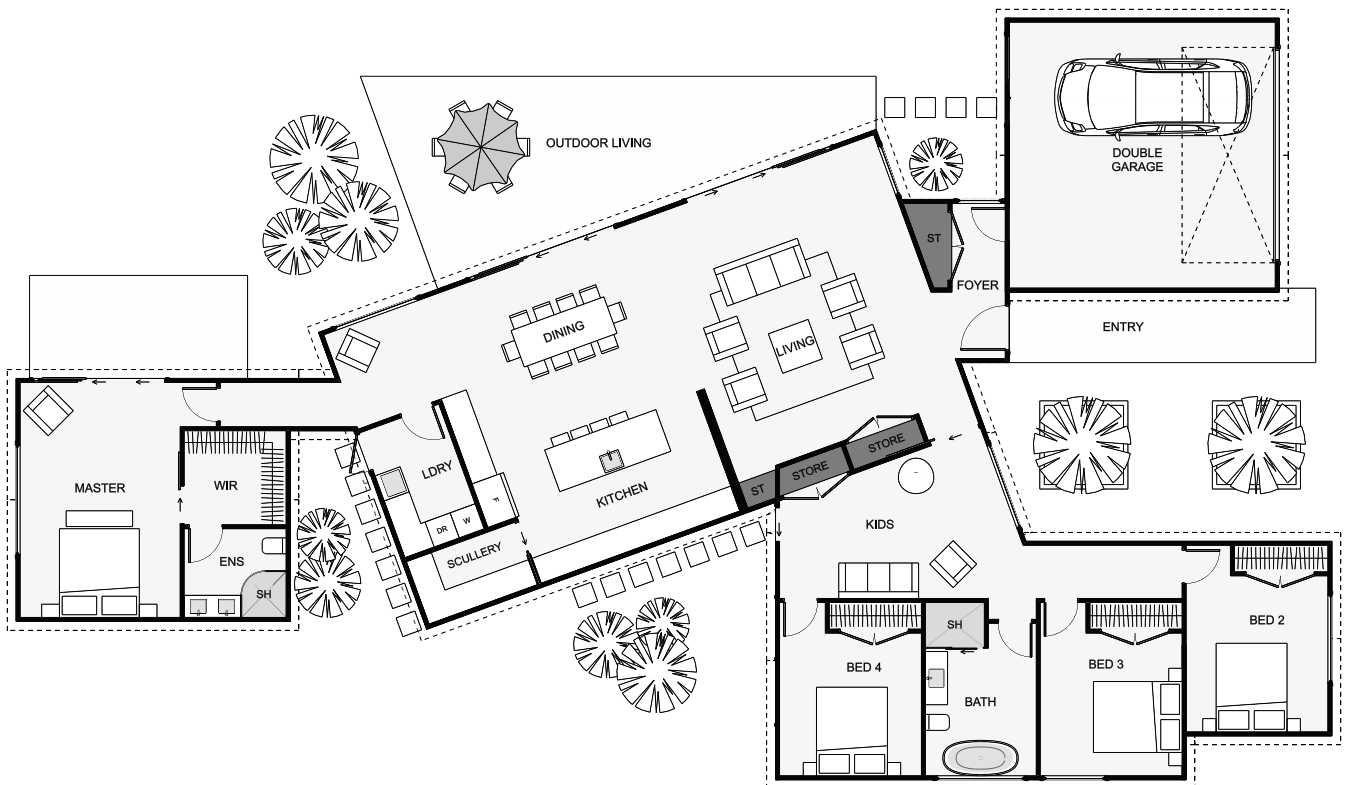 OUTDOOR LIVING
DOUBLE
GARAGE
ST
FOYER
ENTRY
DINING
LIVING
MASTER
WIR
ENS
SH
LDRY
DR
W
F
SCULLERY
KITCHEN
ST
STORE
STORE
KIDS
SH
BED 4
BATH
BED 3
BED 2